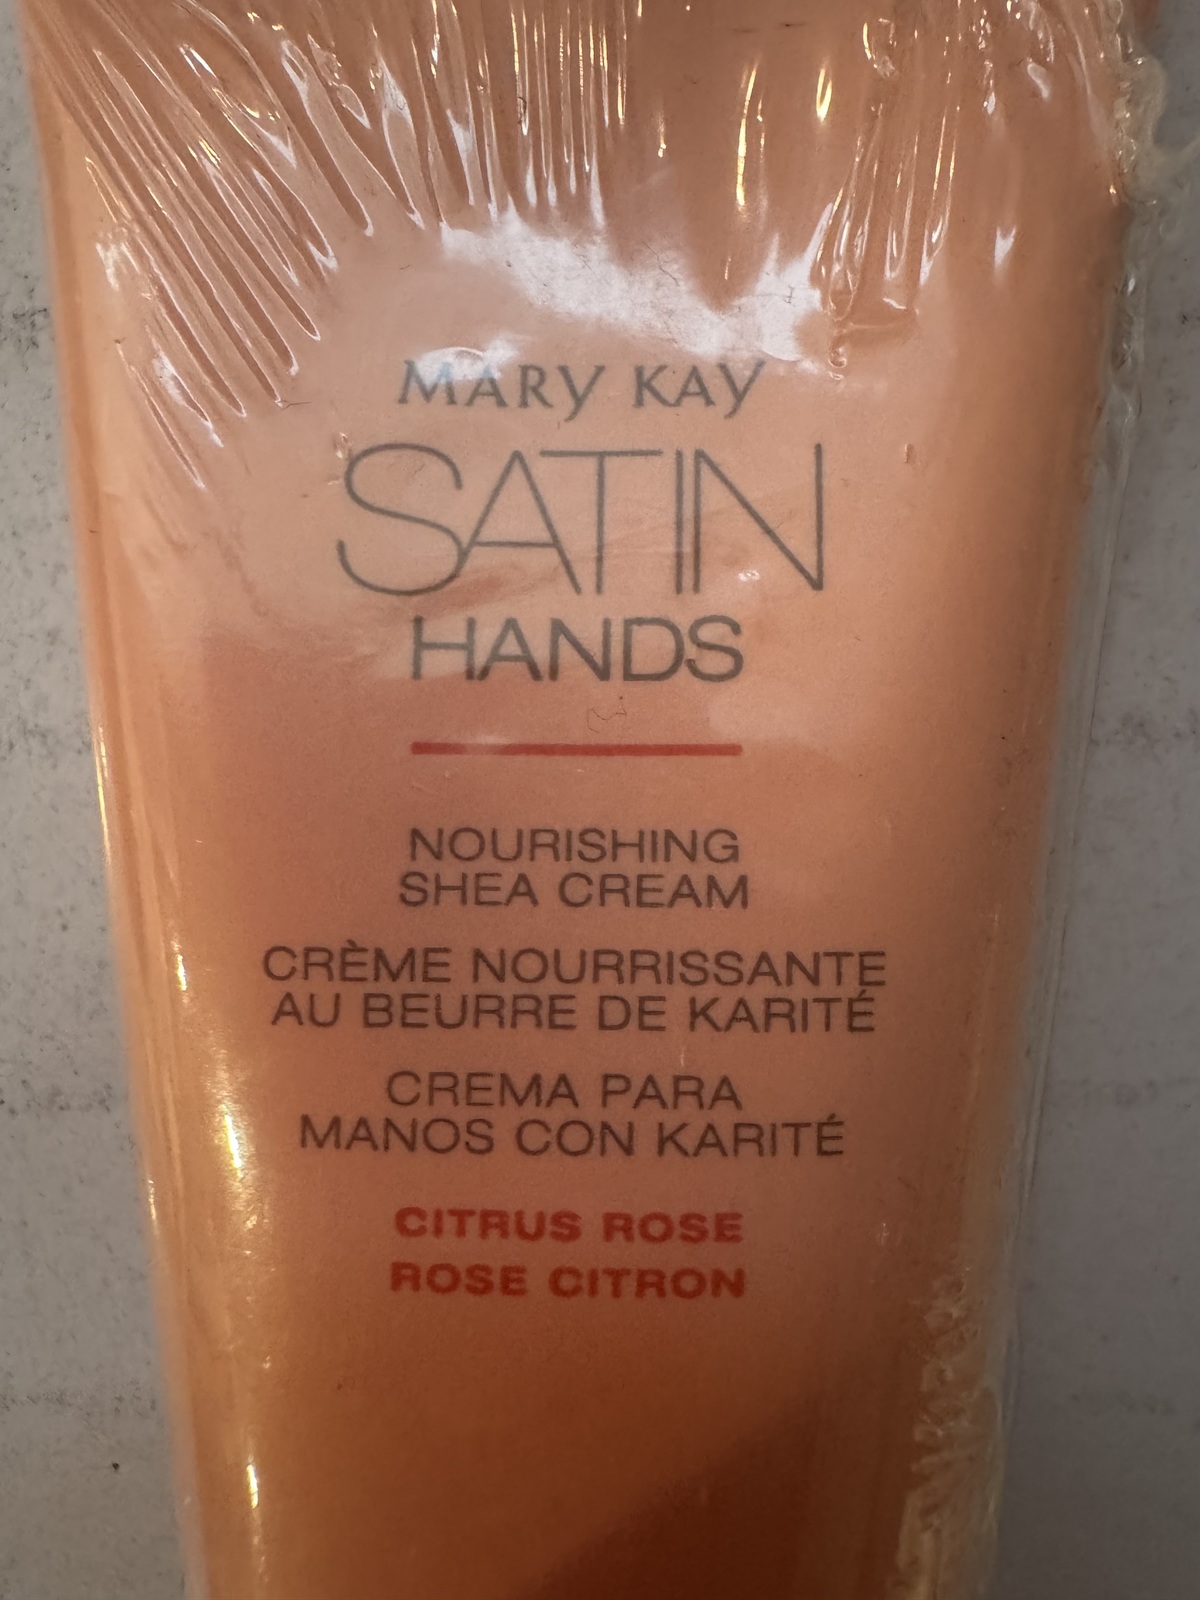 MARY KAY
SATIN
HANDS
NOURISHING
SHEA CREAM
CRÈME NOURRISSANTE
AU BEURRE DE KARITÉ
CREMA PARA
MANOS CON KARITÉ
CITRUS ROSE
ROSE CITRON